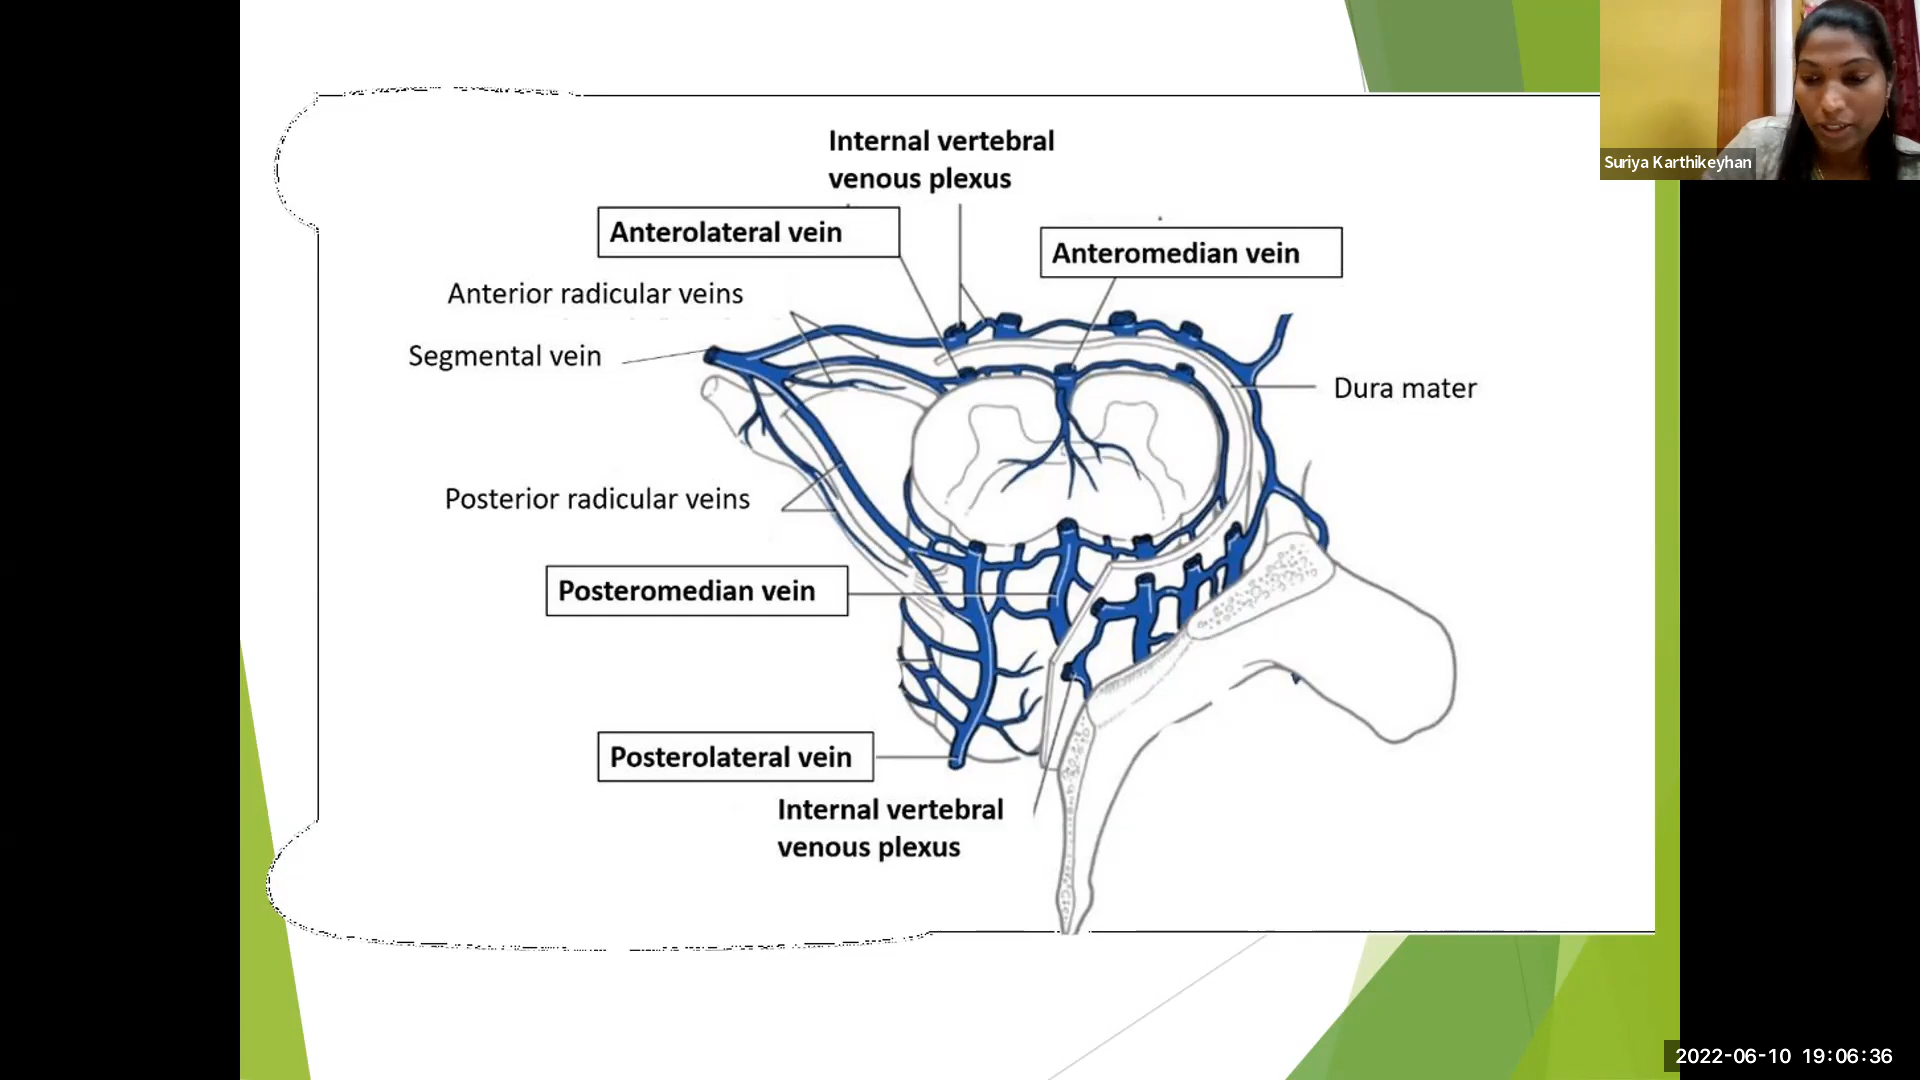 Internal vertebral
venous plexus
Anterolateral vein
Anteromedian vein
Anterior radicular veins
Segmental vein
Dura mater
Posterior radicular veins
Posteromedian vein
Posterolateral vein
Internal vertebral
venous plexus
Suriya Karthikeyhan
2022-06-10 19:06:36